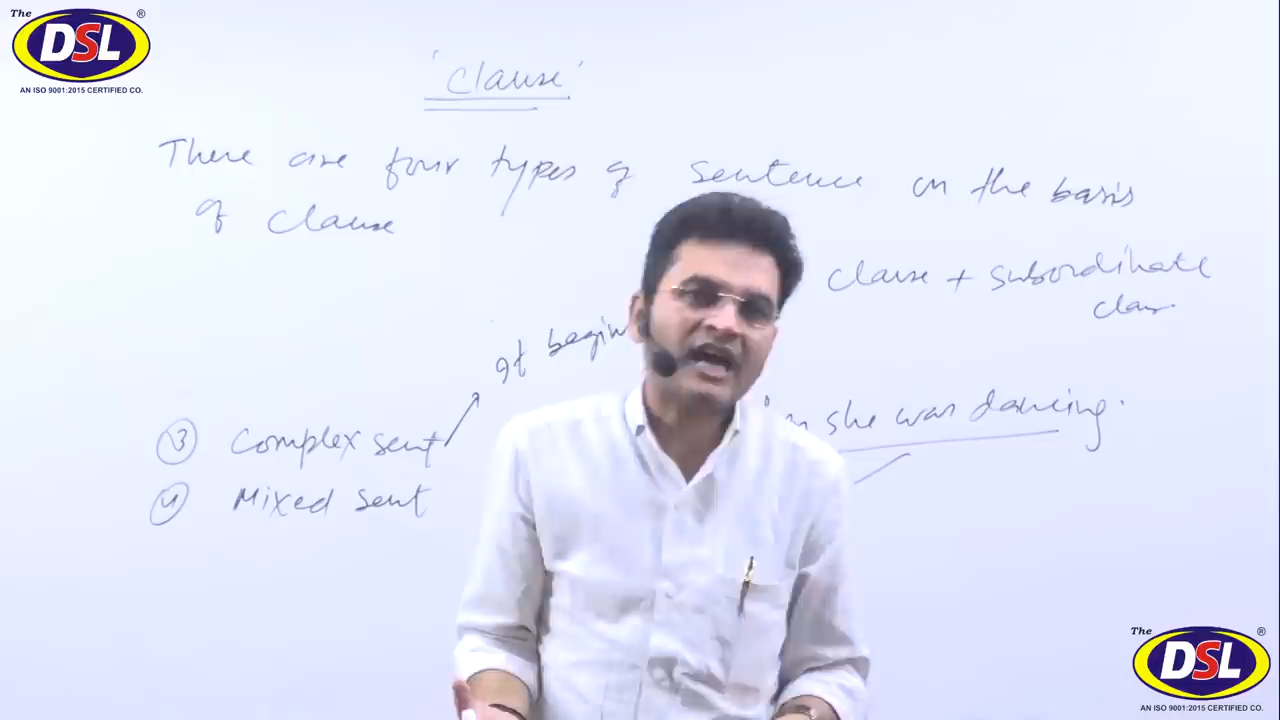 The ®
DSL
AN ISO 9001:2015 CERTIFIED CO.
'Clause'
There are four types of sentence on the basis
of clause
Clause + subordinate
It begin
she was dancing.
③ Complex sent
④ Mixed sent
The ®
DSL
AN ISO 9001:2015 CERTIFIED CO.